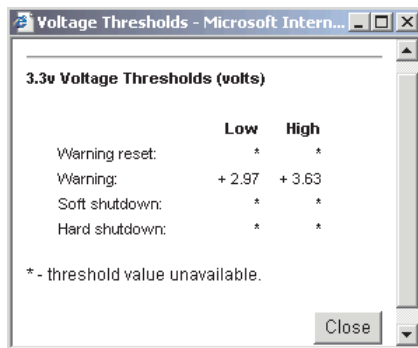 Voltage Thresholds - Microsoft Intern...
3.3v Voltage Thresholds (volts)
Low High
Warning reset: * *
Warning: + 2.97 + 3.63
Soft shutdown: * *
Hard shutdown: * *
* - threshold value unavailable.
Close